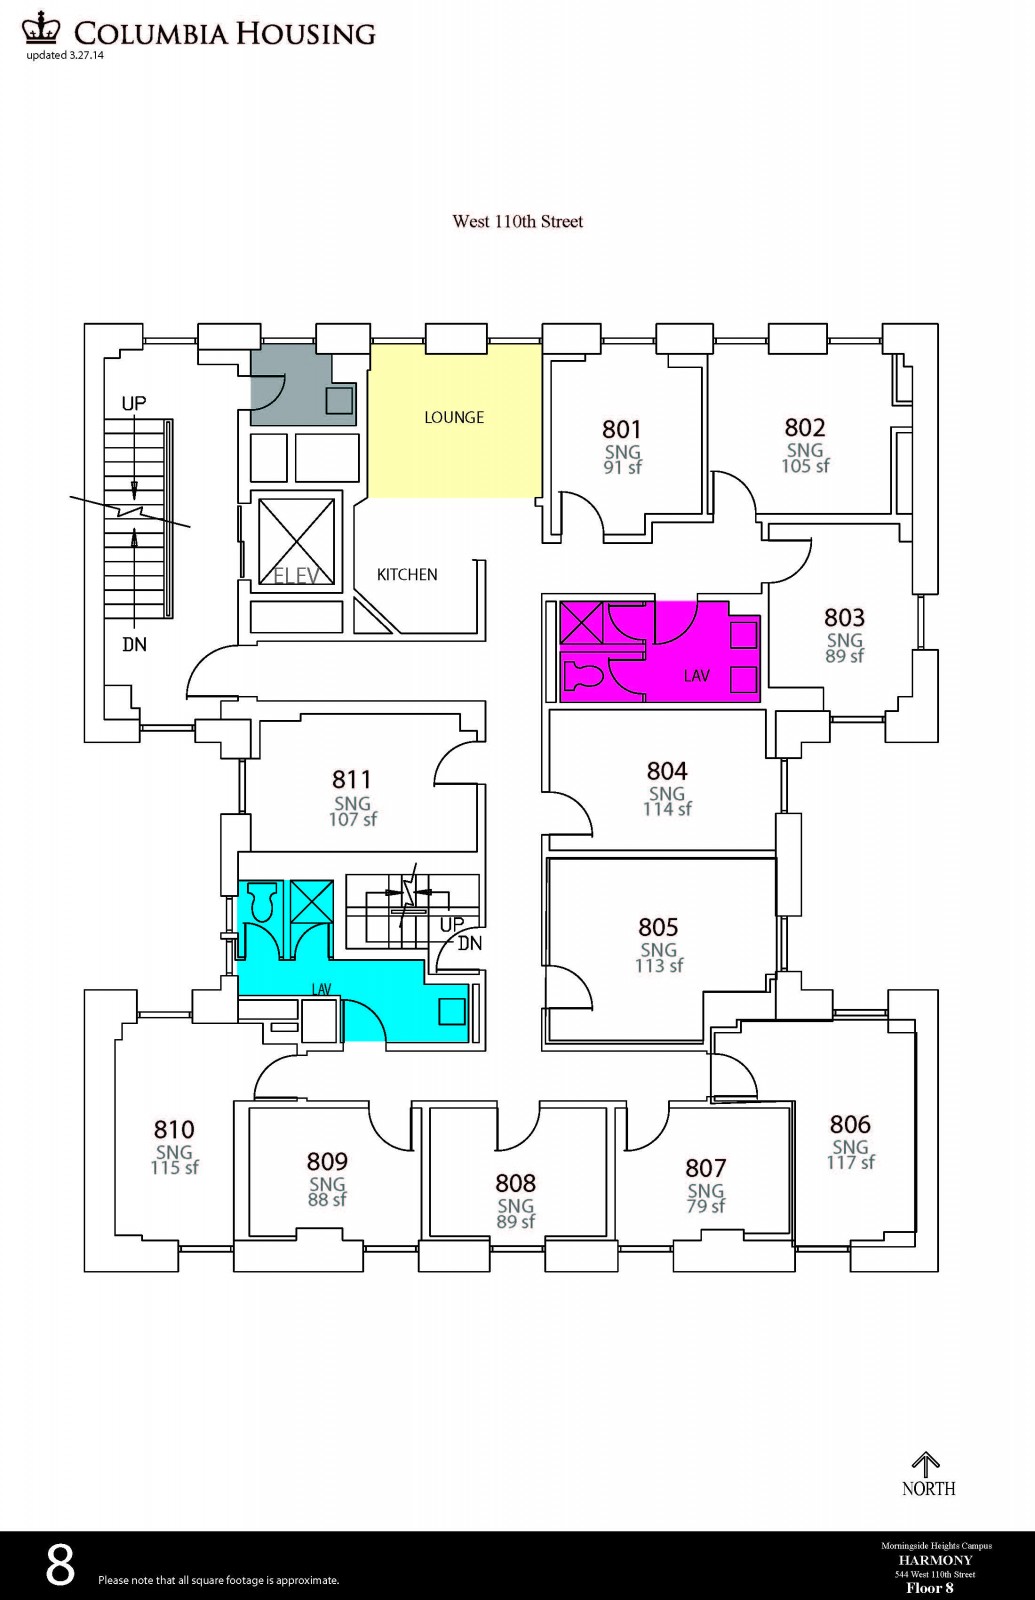 COLUMBIA HOUSING
updated 3.27.14
West 110th Street
UP
DN
LOUNGE
KITCHEN
ELEV
801
SNG
91 sf
802
SNG
105 sf
803
SNG
89 sf
LAV
804
SNG
114 sf
811
SNG
107 sf
805
SNG
113 sf
UP
DN
LAV
810
SNG
115 sf
809
SNG
88 sf
808
SNG
89 sf
807
SNG
79 sf
806
SNG
117 sf
NORTH
8
Please note that all square footage is approximate.
Morningside Heights Campus
HARMONY
544 West 110th Street
Floor 8